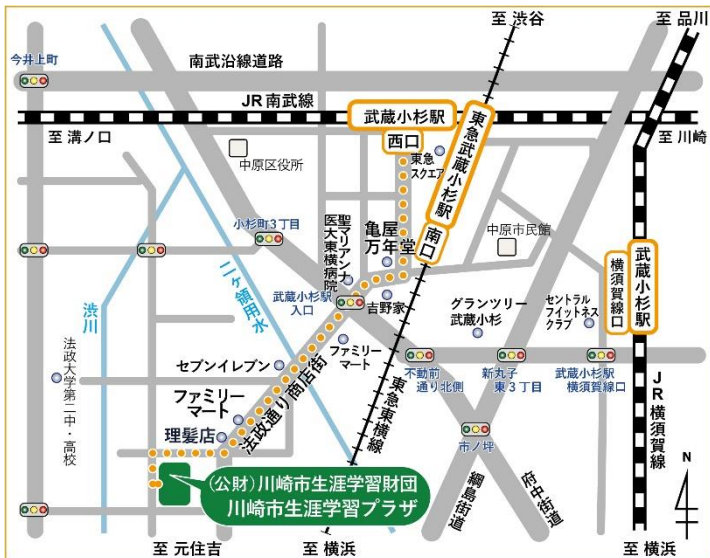 至 渋谷
至 品川
今井上町
南武沿線道路
JR南武線
武蔵小杉駅
西口
至 溝ノ口
至 川崎
東急
スクエア
東急武蔵小杉駅
南口
中原区役所
小杉町3丁目
聖マリアンナ
医大東横病院
亀屋
万年堂
中原市民館
武蔵小杉駅
横須賀線口
武蔵小杉駅
入口
吉野家
グランツリー
武蔵小杉
セントラル
フィットネス
クラブ
渋川
二ヶ領用水
法政大学第二中・高校
セブンイレブン
ファミリー
マート
法政通り商店街
ファミリー
マート
理髪店
東急東横線
不動前
通り北側
新丸子
東3丁目
武蔵小杉駅
横須賀線口
JR横須賀線
市ノ坪
綱島街道
府中街道
N
(公財)川崎市生涯学習財団
川崎市生涯学習プラザ
至 元住吉
至 横浜
至 横浜